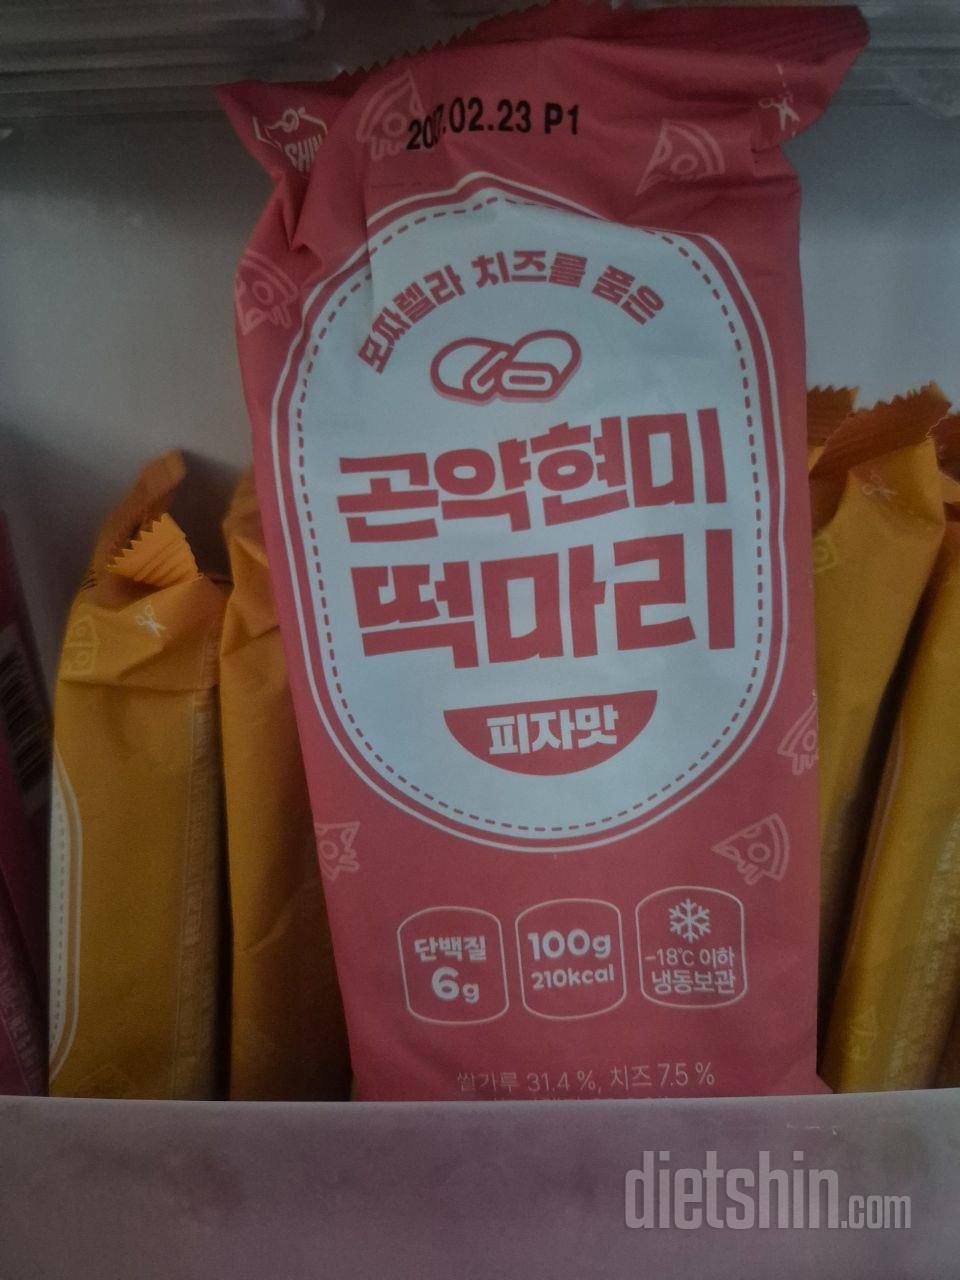 SHIN
.02.23 P1
모짜렐라 치즈를 품은
곤약현미
떡마리
피자맛
단백질
6g
100g
210kcal
-18℃ 이하
냉동보관
쌀가루 31.4 %, 치즈 7.5 %
dietshin.com